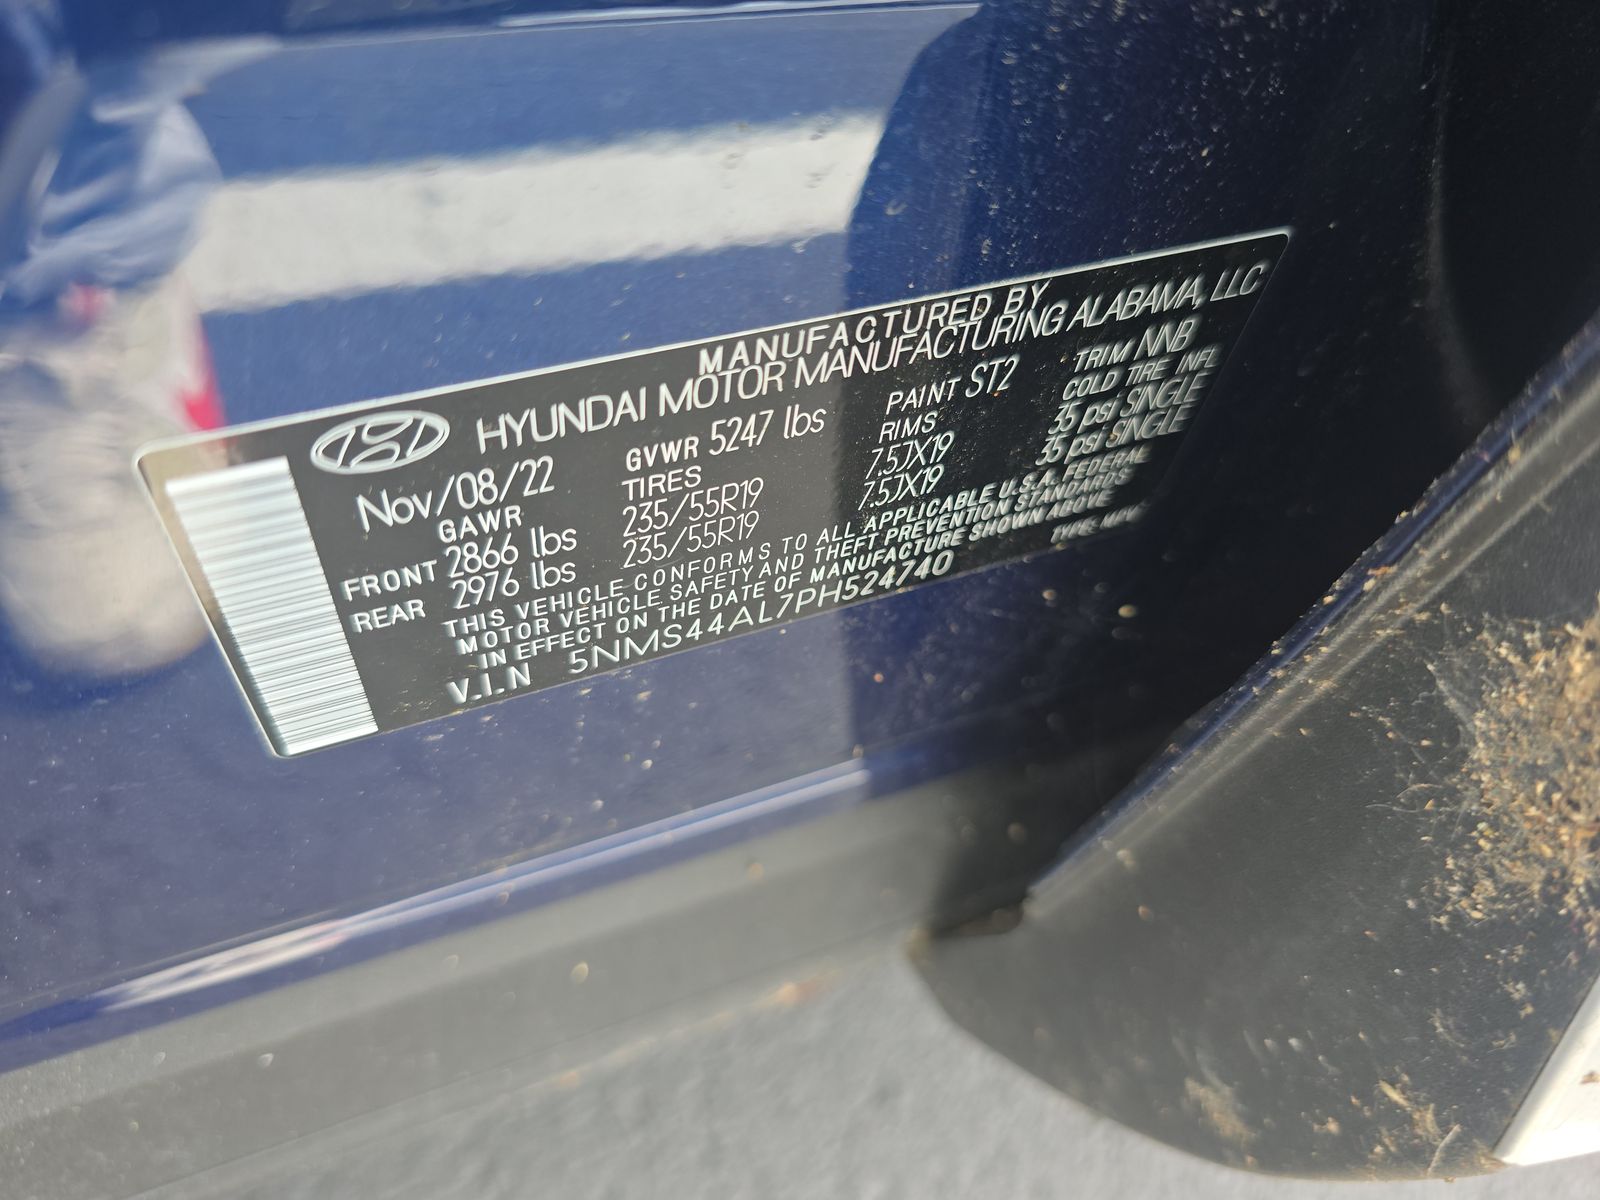 MANUFACTURED BY
HYUNDAI MOTOR MANUFACTURING ALABAMA, LLC
Nov/08/22 GVWR 5247 lbs PAINT ST2 TRIM NNB
GAWR TIRES RIMS COLD TIRE INFL
FRONT 2866 lbs 235/55R19 7.5JX19 35 psi SINGLE
REAR 2976 lbs 235/55R19 7.5JX19 35 psi SINGLE
THIS VEHICLE CONFORMS TO ALL APPLICABLE U.S.A. FEDERAL
MOTOR VEHICLE SAFETY AND THEFT PREVENTION STANDARDS
IN EFFECT ON THE DATE OF MANUFACTURE SHOWN ABOVE
V.I.N 5NMS44AL7PH524740 TYPE: MPV